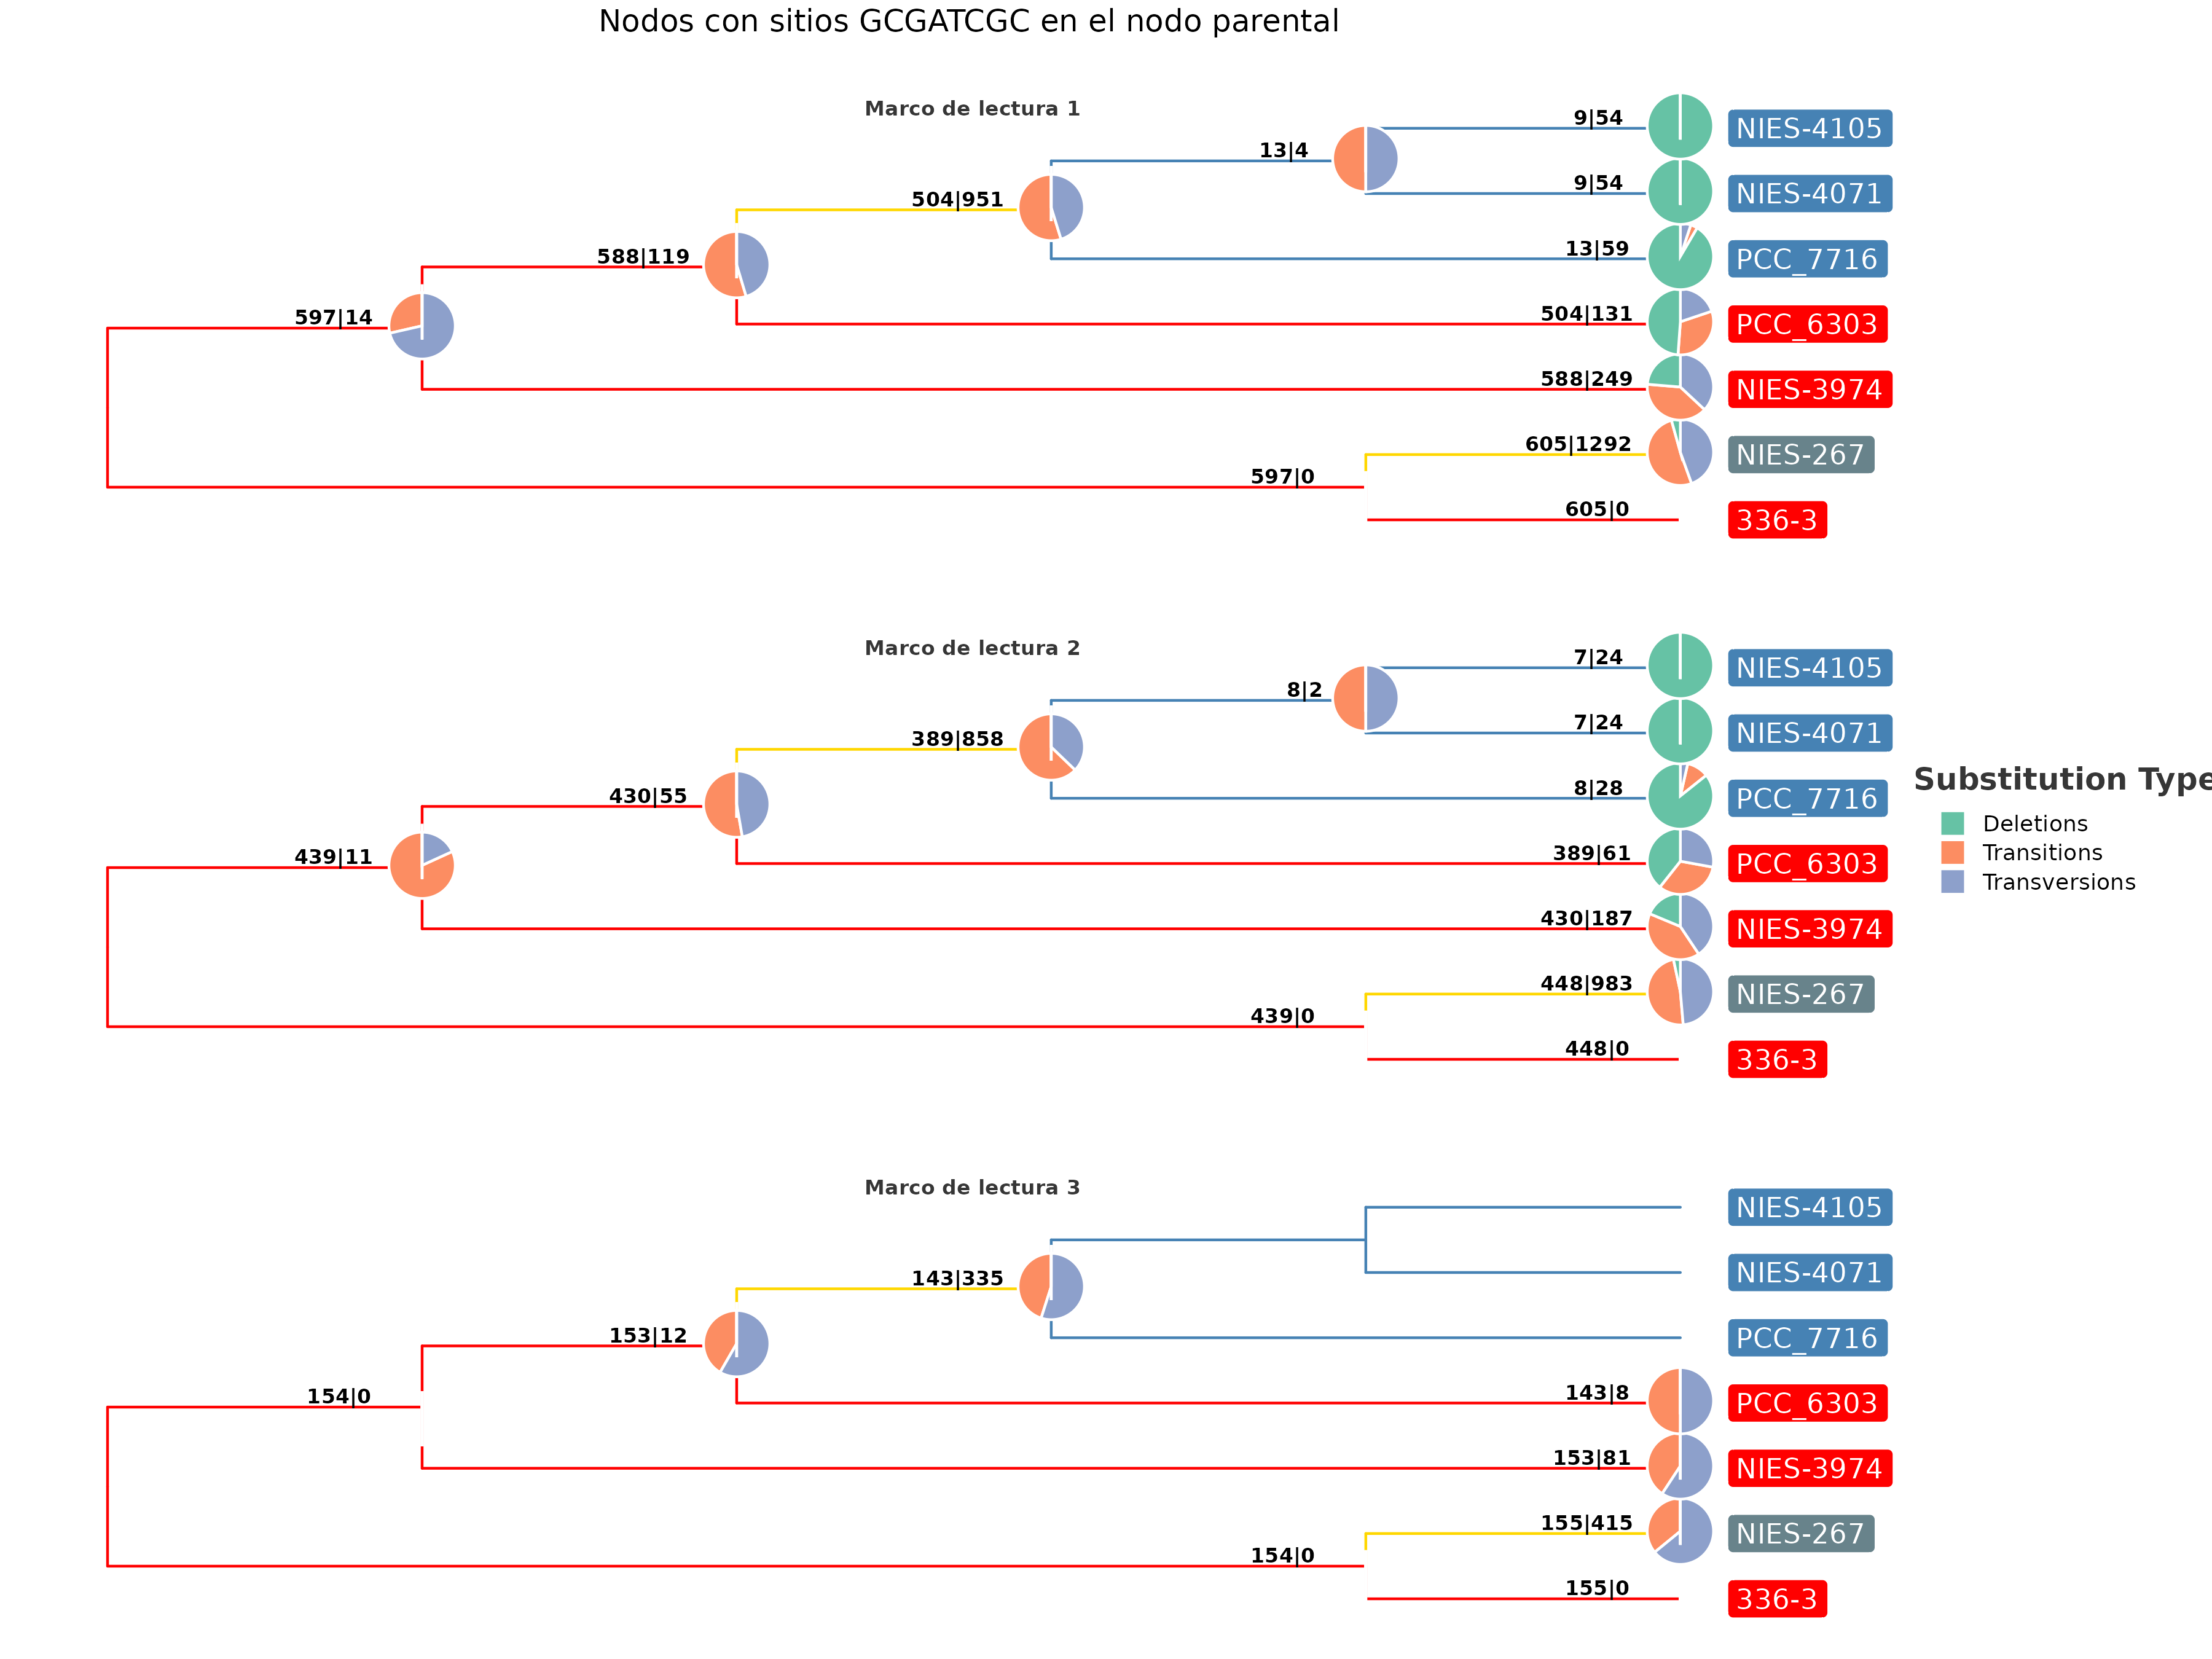 Nodos con sitios GCGATCGC en el nodo parental
Marco de lectura 1
9|54 NIES-4105
13|4
9|54 NIES-4071
504|951
13|59 PCC_7716
588|119
504|131 PCC_6303
597|14
588|249 NIES-3974
605|1292 NIES-267
597|0
605|0 336-3
Marco de lectura 2
7|24 NIES-4105
8|2
7|24 NIES-4071
389|858
8|28 PCC_7716
430|55
389|61 PCC_6303
439|11
430|187 NIES-3974
448|983 NIES-267
439|0
448|0 336-3
Substitution Type
Deletions
Transitions
Transversions
Marco de lectura 3
NIES-4105
NIES-4071
143|335
PCC_7716
153|12
143|8 PCC_6303
154|0
153|81 NIES-3974
155|415 NIES-267
154|0
155|0 336-3